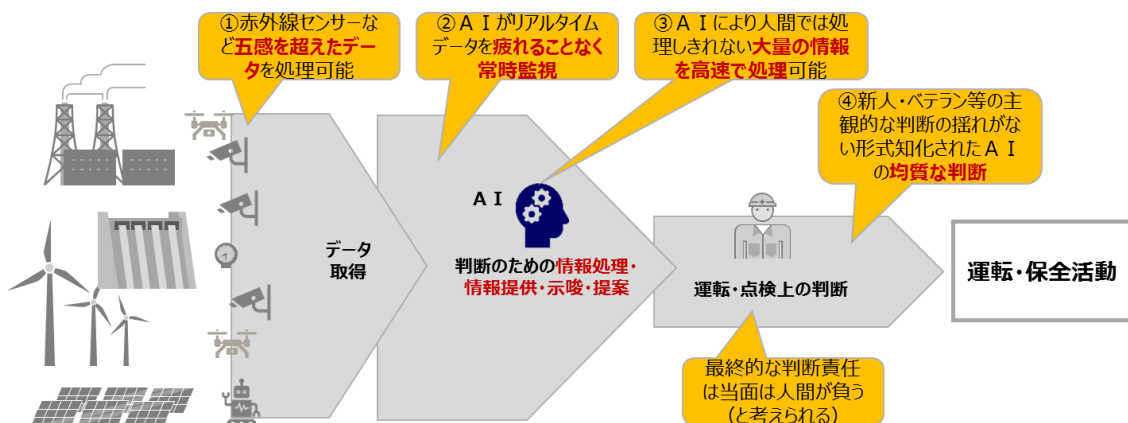 ①赤外線センサーな
ど五感を超えたデー
タを処理可能
②ＡＩがリアルタイム
データを疲れることなく
常時監視
③ＡＩにより人間では処
理しきれない大量の情報
を高速で処理可能
④新人・ベテラン等の主
観的な判断の揺れがな
い形式知化されたＡＩ
の均質な判断
データ
取得
ＡＩ
判断のための情報処理・
情報提供・示唆・提案
運転・点検上の判断
運転・保全活動
最終的な判断責任
は当面は人間が負う
(と考えられる)